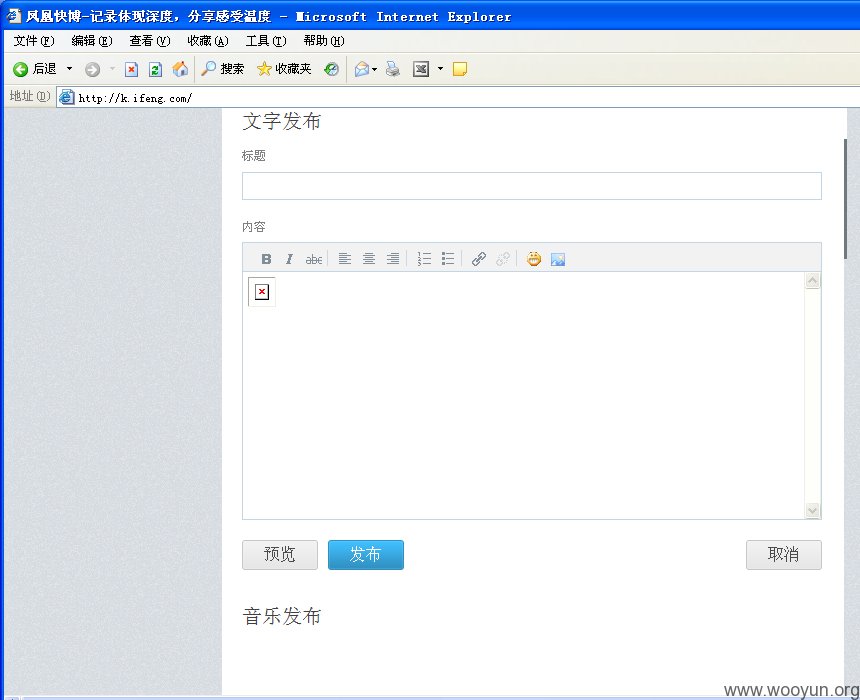 凤凰快博-记录体现深度，分享感受温度 - Microsoft Internet Explorer
文件(F) 编辑(E) 查看(V) 收藏(A) 工具(T) 帮助(H)
后退 搜索 收藏夹
地址(D) http://k.ifeng.com/
文字发布
标题
内容
B I abc
预览 发布 取消
音乐发布
www.wooyun.org